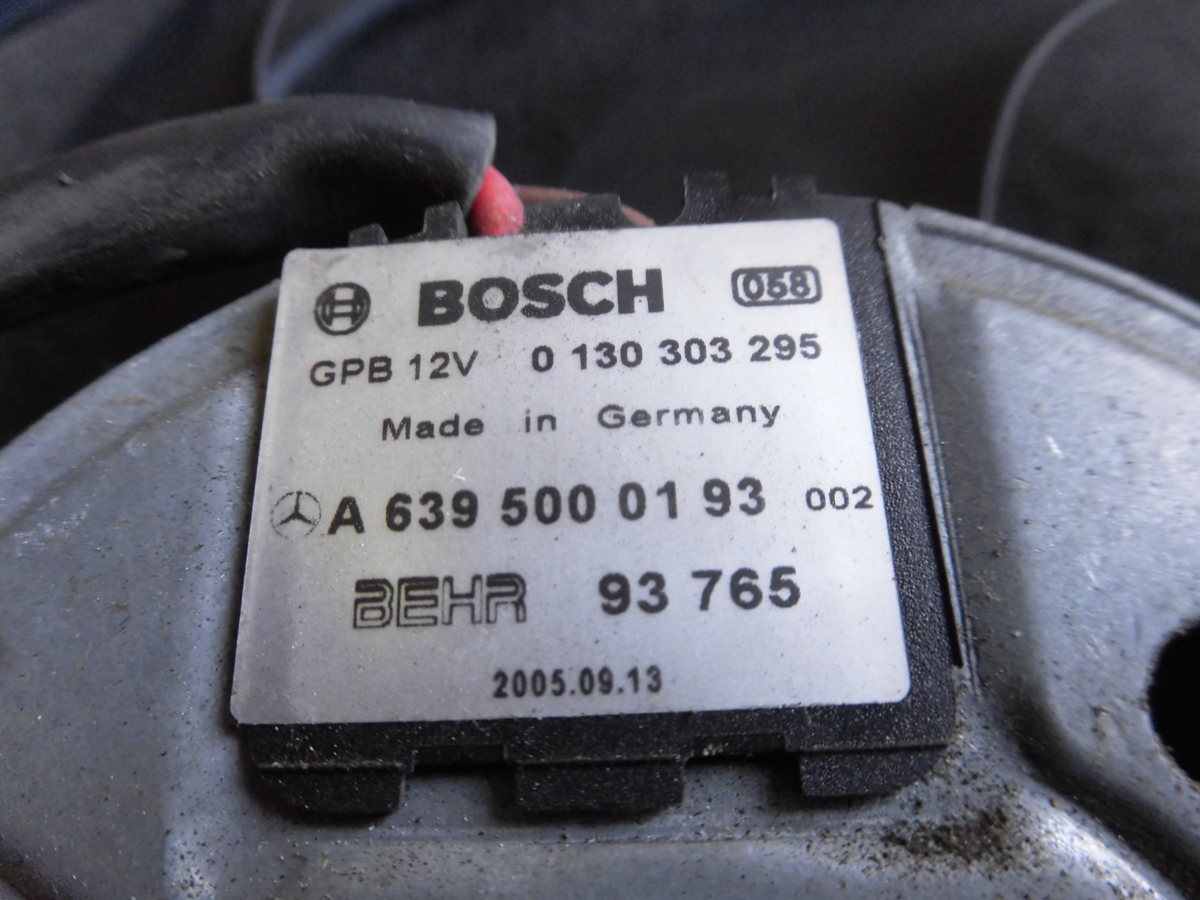 BOSCH 058
GPB 12V 0 130 303 295
Made in Germany
A 639 500 01 93 002
BEHR 93 765
2005.09.13